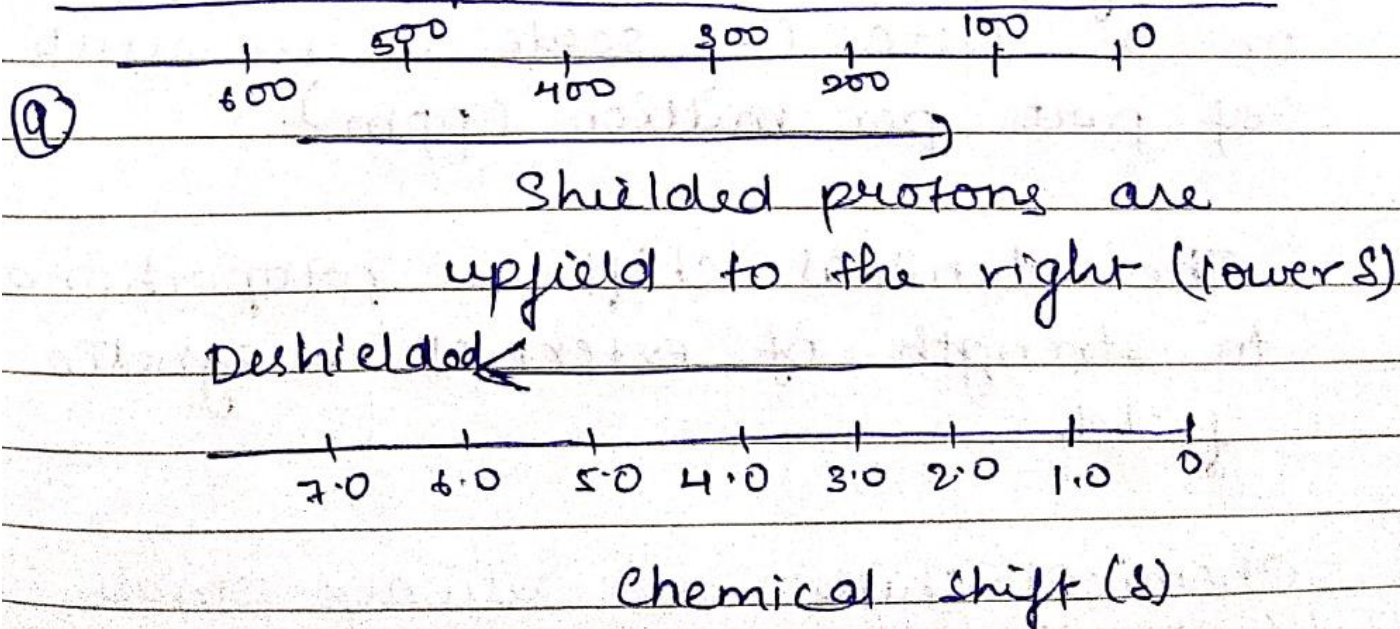 500 300 100 0
600 400 200
(a)
Shielded protons are
upfield to the right (lower δ)
Deshielded
7.0 6.0 5.0 4.0 3.0 2.0 1.0 0
Chemical shift (δ)